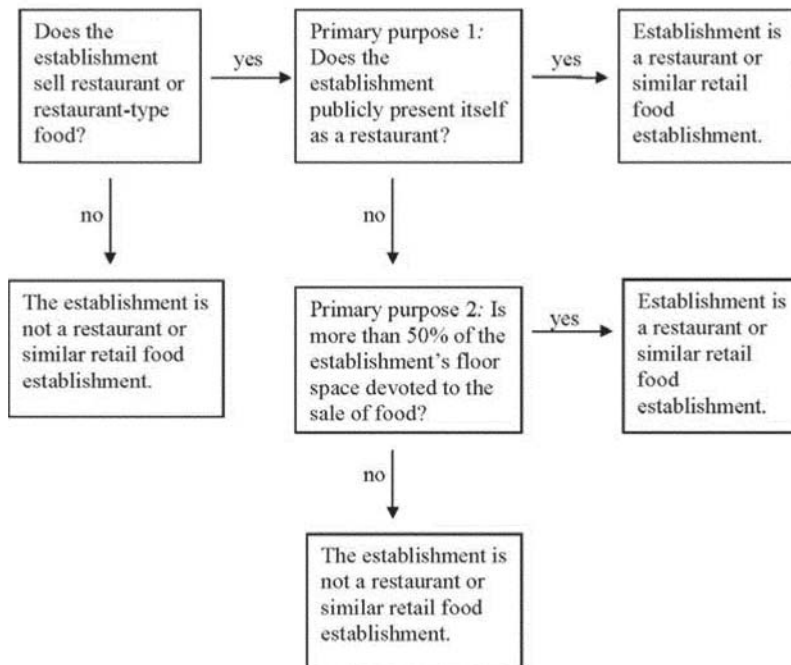 Does the
establishment
sell restaurant or
restaurant-type
food?
yes
Primary purpose 1:
Does the
establishment
publicly present itself
as a restaurant?
yes
Establishment is
a restaurant or
similar retail
food
establishment.
no
no
The establishment is
not a restaurant or
similar retail food
establishment.
Primary purpose 2: Is
more than 50% of the
establishment's floor
space devoted to the
sale of food?
yes
Establishment is
a restaurant or
similar retail
food
establishment.
no
The establishment is
not a restaurant or
similar retail food
establishment.